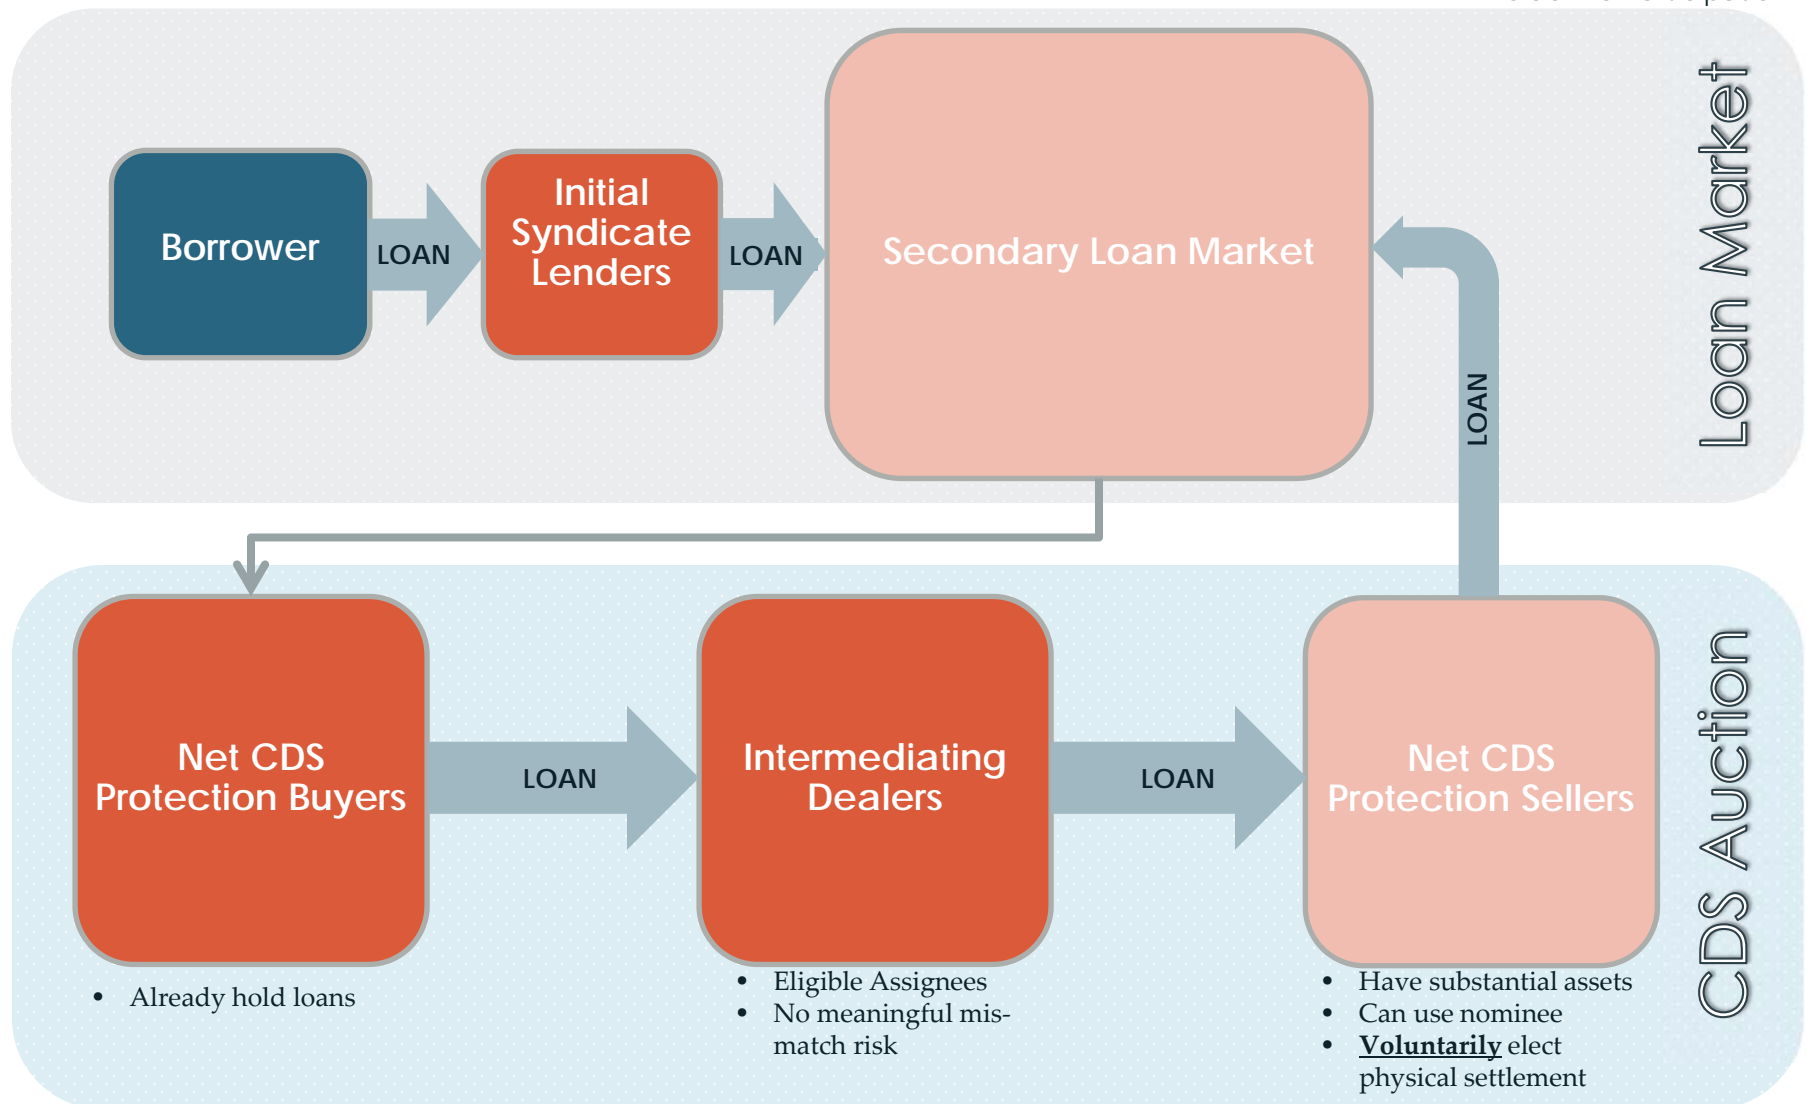 Borrower
LOAN
Initial
Syndicate
Lenders
LOAN
Secondary Loan Market
LOAN
Loan Market
Net CDS
Protection Buyers
LOAN
Intermediating
Dealers
LOAN
Net CDS
Protection Sellers
CDS Auction
• Already hold loans
• Eligible Assignees
• No meaningful mis-
match risk
• Have substantial assets
• Can use nominee
• Voluntarily elect
physical settlement